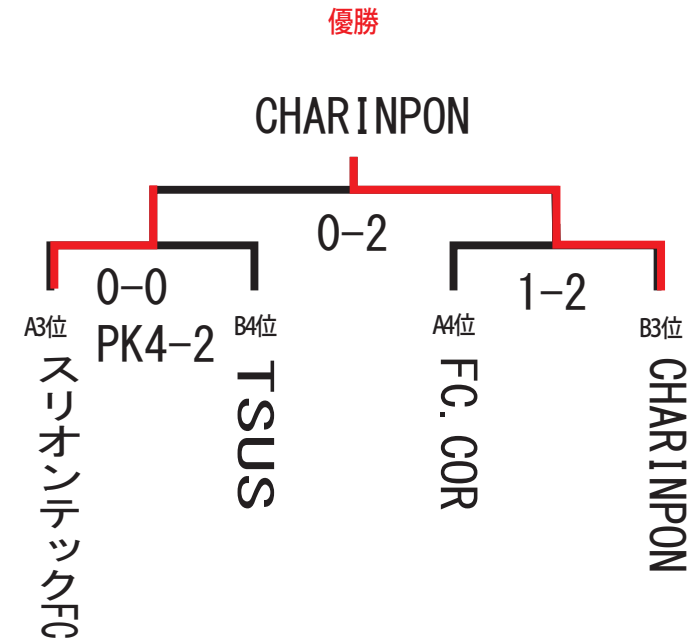 優勝
CHARINPON
0-2
0-0
PK4-2
1-2
A3位
B4位
A4位
B3位
スリオンテックFC
TSUS
FC.COR
CHARINPON